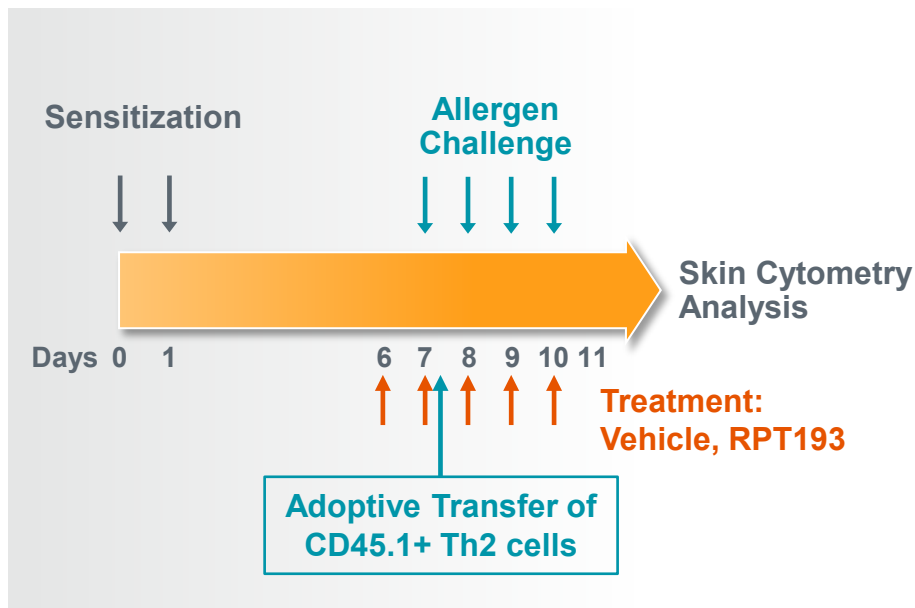 Sensitization
Allergen
Challenge
Skin Cytometry
Analysis
Days 0 1 6 7 8 9 10 11
Treatment:
Vehicle, RPT193
Adoptive Transfer of
CD45.1+ Th2 cells